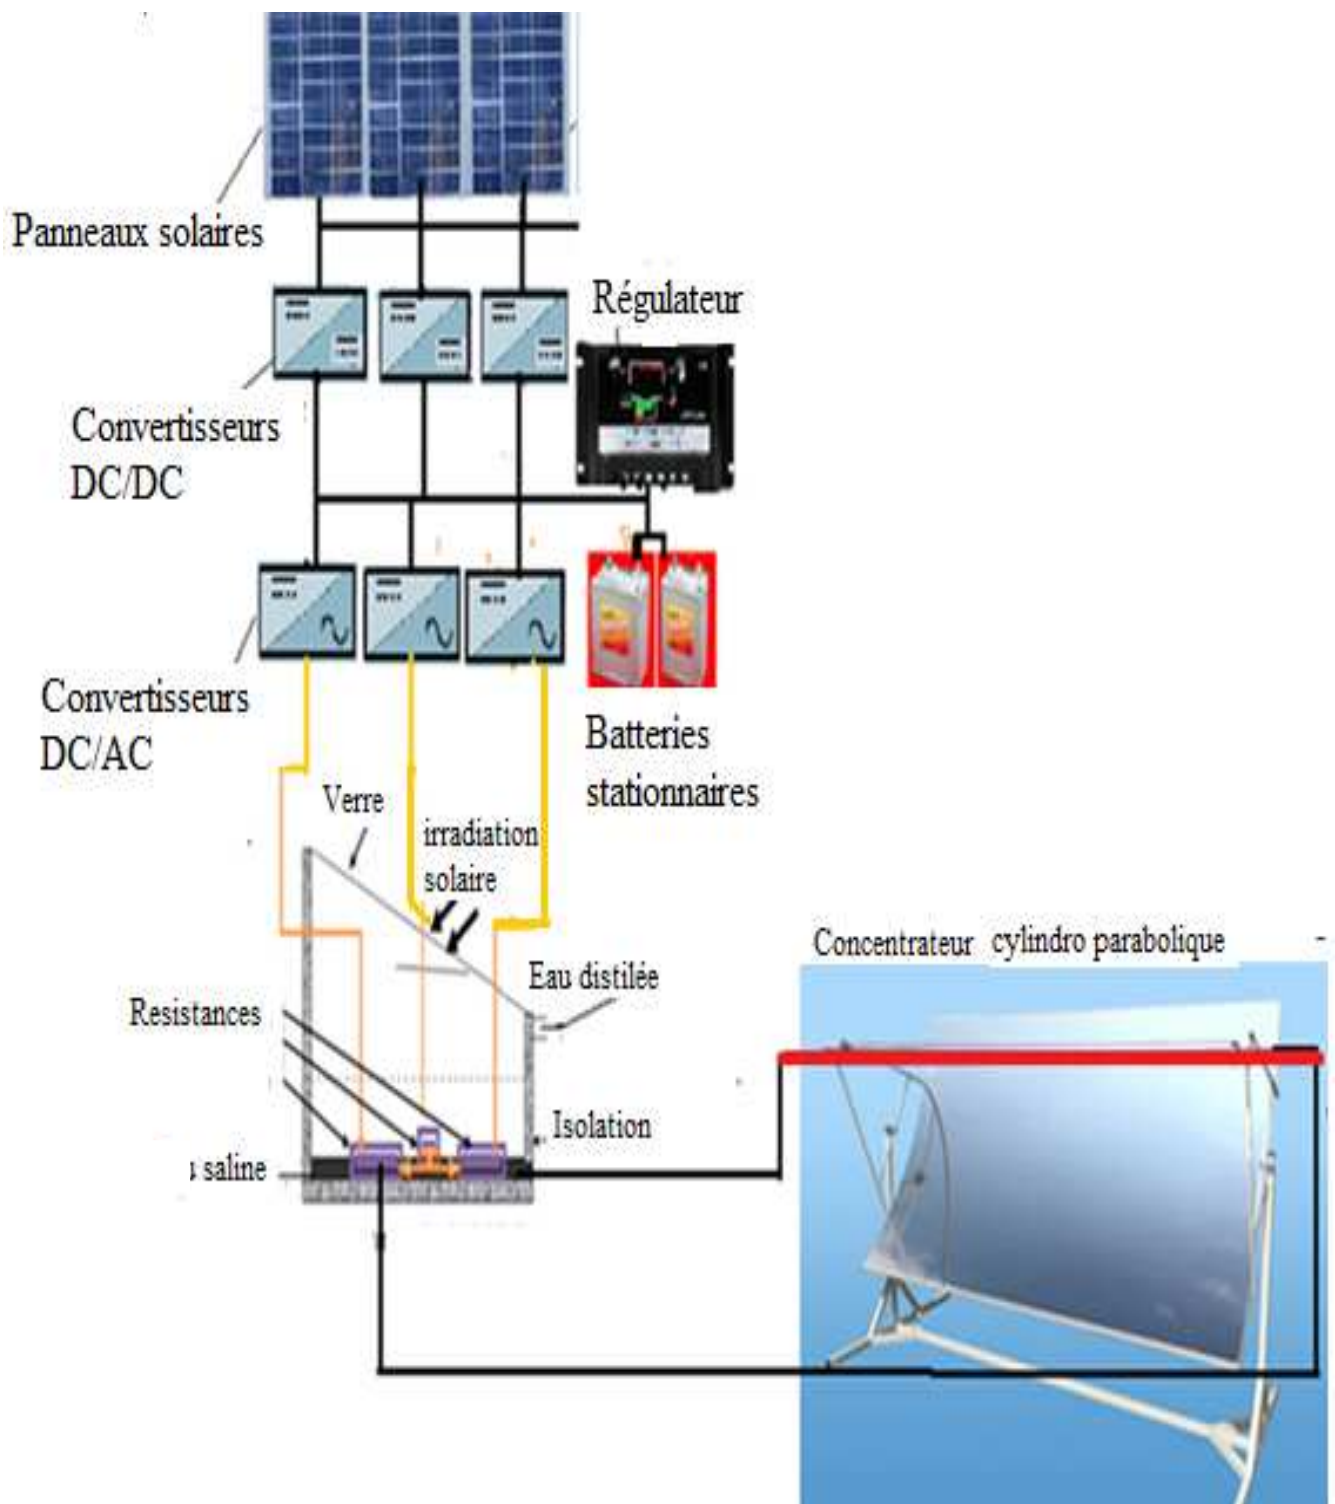 Panneaux solaires
Régulateur
Convertisseurs
DC/DC
Convertisseurs
DC/AC
Batteries
stationnaires
Verre
irradiation
solaire
Concentrateur cylindro parabolique
Eau distilée
Resistances
Isolation
saline